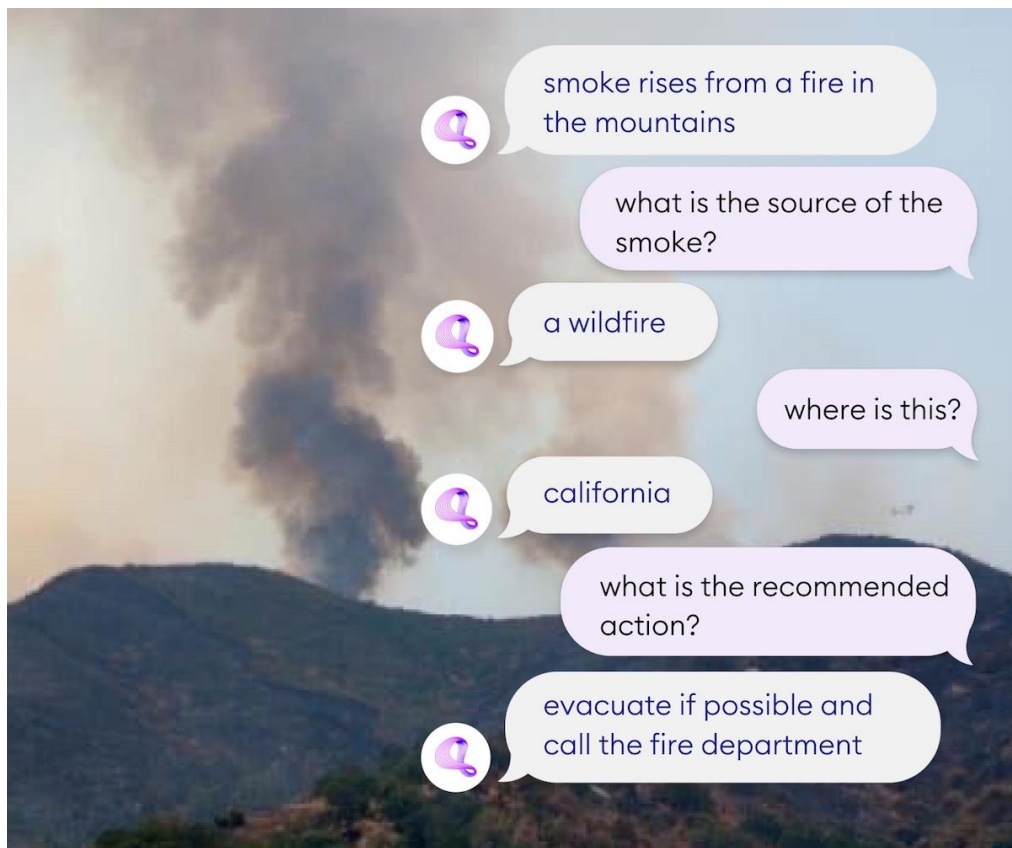 smoke rises from a fire in
the mountains
what is the source of the
smoke?
a wildfire
where is this?
california
what is the recommended
action?
evacuate if possible and
call the fire department